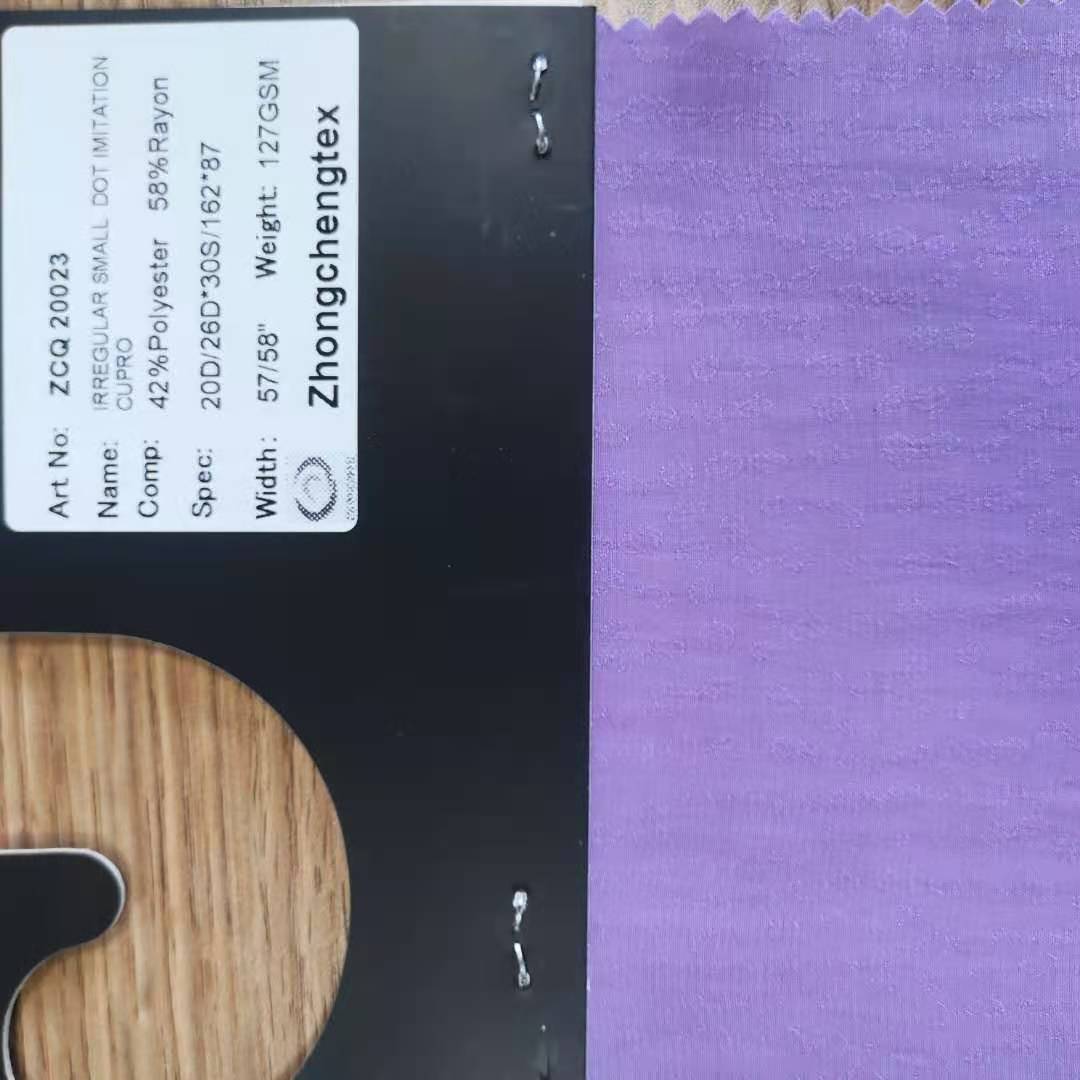 Art No: ZCQ 20023
Name: IRREGULAR SMALL DOT IMITATION
CUPRO
Comp: 42%Polyester 58%Rayon
Spec: 20D/26D*30S/162*87
Width: 57/58" Weight: 127GSM
Zhongchengtex